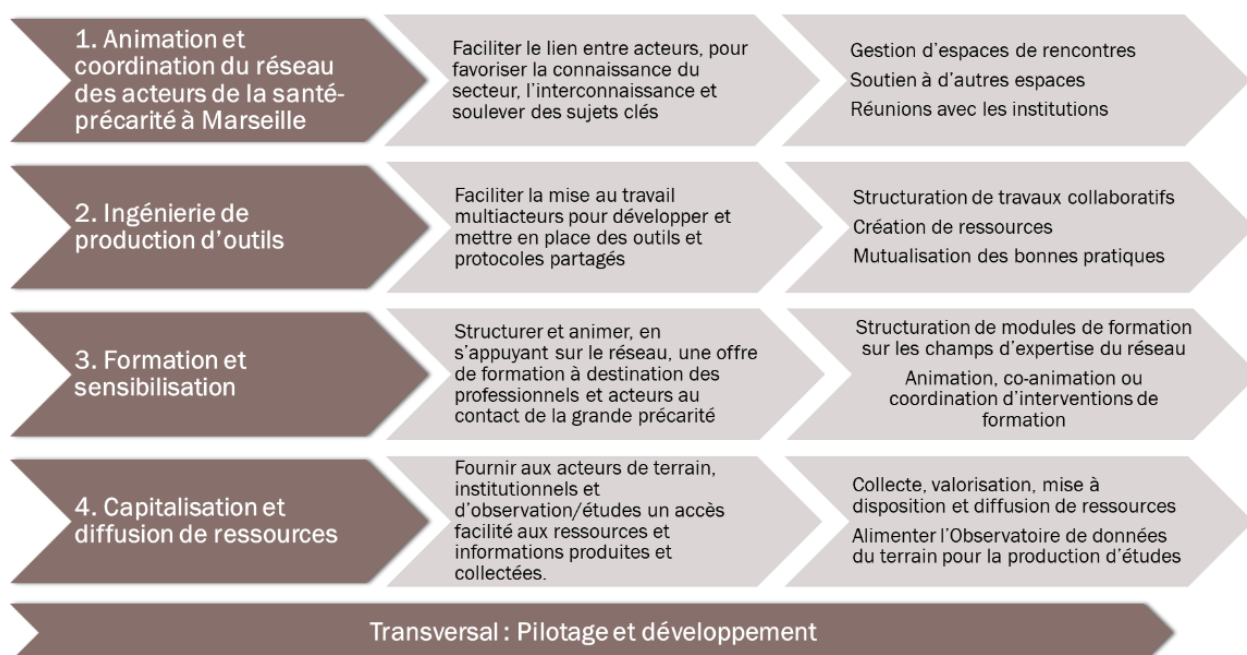 1. Animation et
coordination du réseau
des acteurs de la santé-
précarité à Marseille
Faciliter le lien entre acteurs, pour
favoriser la connaissance du
secteur, l’interconnaissance et
soulever des sujets clés
Gestion d’espaces de rencontres
Soutien à d’autres espaces
Réunions avec les institutions
2. Ingénierie de
production d’outils
Faciliter la mise au travail
multiacteurs pour développer et
mettre en place des outils et
protocoles partagés
Structuration de travaux collaboratifs
Création de ressources
Mutualisation des bonnes pratiques
3. Formation et
sensibilisation
Structurer et animer, en
s’appuyant sur le réseau, une offre
de formation à destination des
professionnels et acteurs au
contact de la grande précarité
Structuration de modules de formation
sur les champs d’expertise du réseau
Animation, co-animation ou
coordination d’interventions de
formation
4. Capitalisation et
diffusion de ressources
Fournir aux acteurs de terrain,
institutionnels et
d’observation/études un accès
facilité aux ressources et
informations produites et
collectées.
Collecte, valorisation, mise à
disposition et diffusion de ressources
Alimenter l’Observatoire de données
du terrain pour la production d’études
Transversal : Pilotage et développement